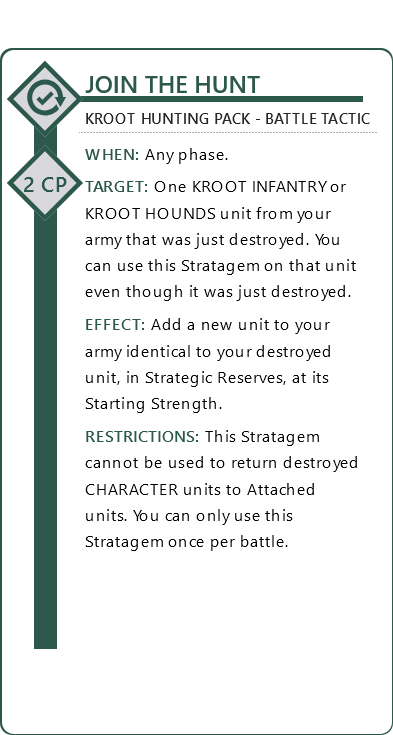 JOIN THE HUNT
KROOT HUNTING PACK - BATTLE TACTIC
WHEN: Any phase.
2 CP
TARGET: One KROOT INFANTRY or
KROOT HOUNDS unit from your
army that was just destroyed. You
can use this Stratagem on that unit
even though it was just destroyed.
EFFECT: Add a new unit to your
army identical to your destroyed
unit, in Strategic Reserves, at its
Starting Strength.
RESTRICTIONS: This Stratagem
cannot be used to return destroyed
CHARACTER units to Attached
units. You can only use this
Stratagem once per battle.